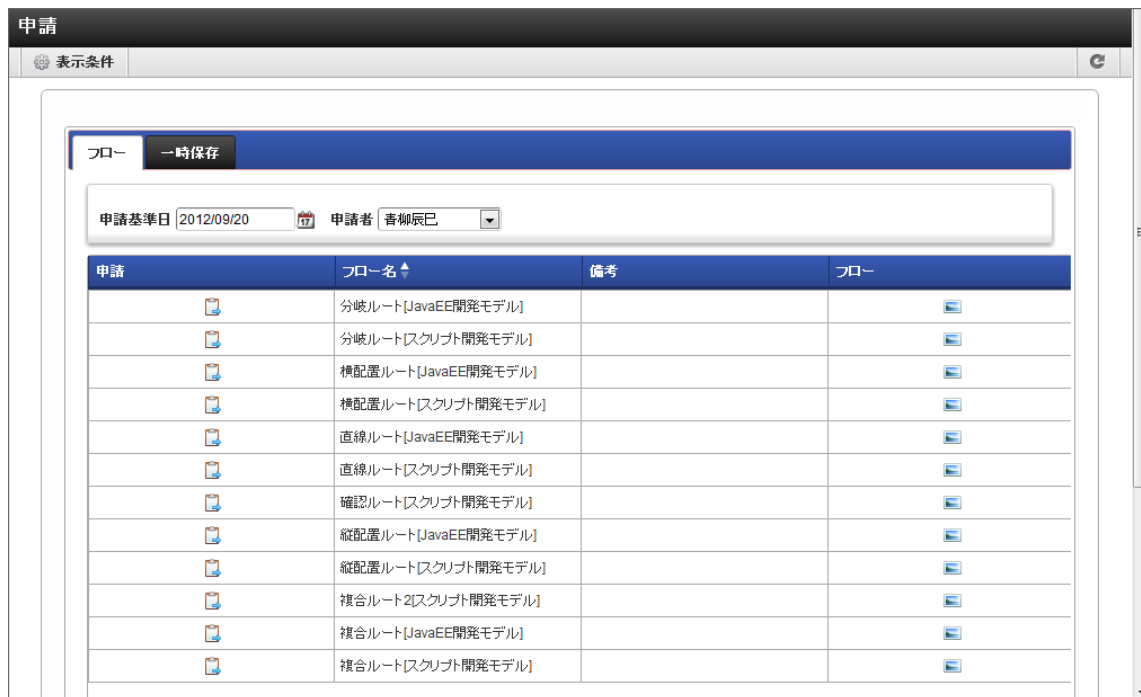 申請
表示条件
フロー 一時保存
申請基準日 2012/09/20 17 申請者 青柳辰巳
申請 フロー名 備考 フロー
分岐ルート[JavaEE開発モデル]
分岐ルート[スクリプト開発モデル]
横配置ルート[JavaEE開発モデル]
横配置ルート[スクリプト開発モデル]
直線ルート[JavaEE開発モデル]
直線ルート[スクリプト開発モデル]
確認ルート[スクリプト開発モデル]
縦配置ルート[JavaEE開発モデル]
縦配置ルート[スクリプト開発モデル]
複合ルート2[スクリプト開発モデル]
複合ルート[JavaEE開発モデル]
複合ルート[スクリプト開発モデル]